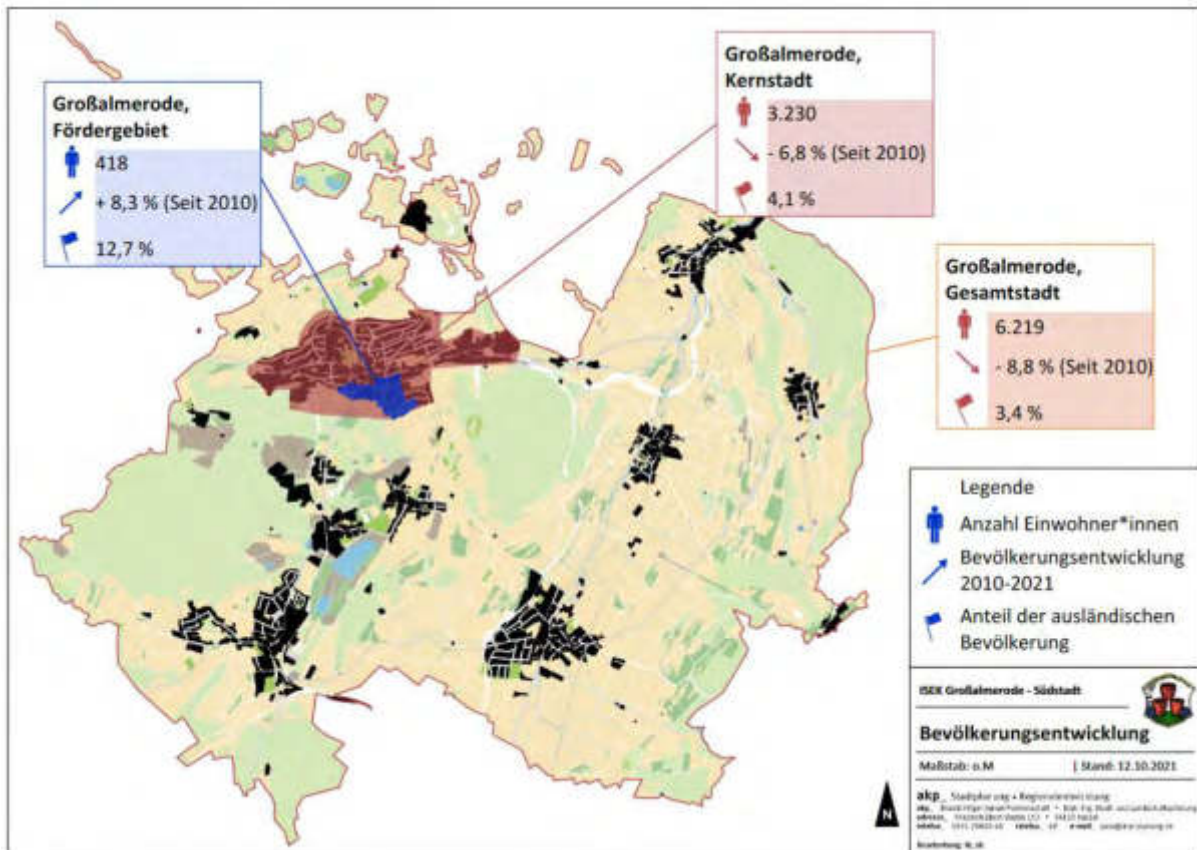 Großalmerode,
Fördergebiet
418
+ 8,3 % (Seit 2010)
12,7 %
Großalmerode,
Kernstadt
3.230
- 6,8 % (Seit 2010)
4,1 %
Großalmerode,
Gesamtstadt
6.219
- 8,8 % (Seit 2010)
3,4 %
Legende
Anzahl Einwohner*innen
Bevölkerungsentwicklung
2010-2021
Anteil der ausländischen
Bevölkerung
ISEK Großalmerode - Südstadt
Bevölkerungsentwicklung
Maßstab: o.M
Stand: 12.10.2021
akp_ Stadtplanung + Regionalentwicklung
N